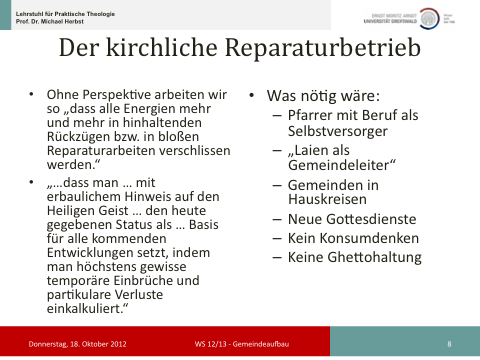 Lehrstuhl für Praktische Theologie
Prof. Dr. Michael Herbst
ERNST MORITZ ARNDT
UNIVERSITÄT GREIFSWALD
Der kirchliche Reparaturbetrieb
• Ohne Perspektive arbeiten wir
so „dass alle Energien mehr
und mehr in hinhaltenden
Rückzügen bzw. in bloßen
Reparaturarbeiten verschlissen
werden.“
• „…dass man … mit
erbaulichem Hinweis auf den
Heiligen Geist … den heute
gegebenen Status als … Basis
für alle kommenden
Entwicklungen setzt, indem
man höchstens gewisse
temporäre Einbrüche und
partikulare Verluste
einkalkuliert.“
• Was nötig wäre:
– Pfarrer mit Beruf als
Selbstversorger
– „Laien als
Gemeindeleiter“
– Gemeinden in
Hauskreisen
– Neue Gottesdienste
– Kein Konsumdenken
– Keine Ghettohaltung
Donnerstag, 18. Oktober 2012
WS 12/13 - Gemeindeaufbau
8